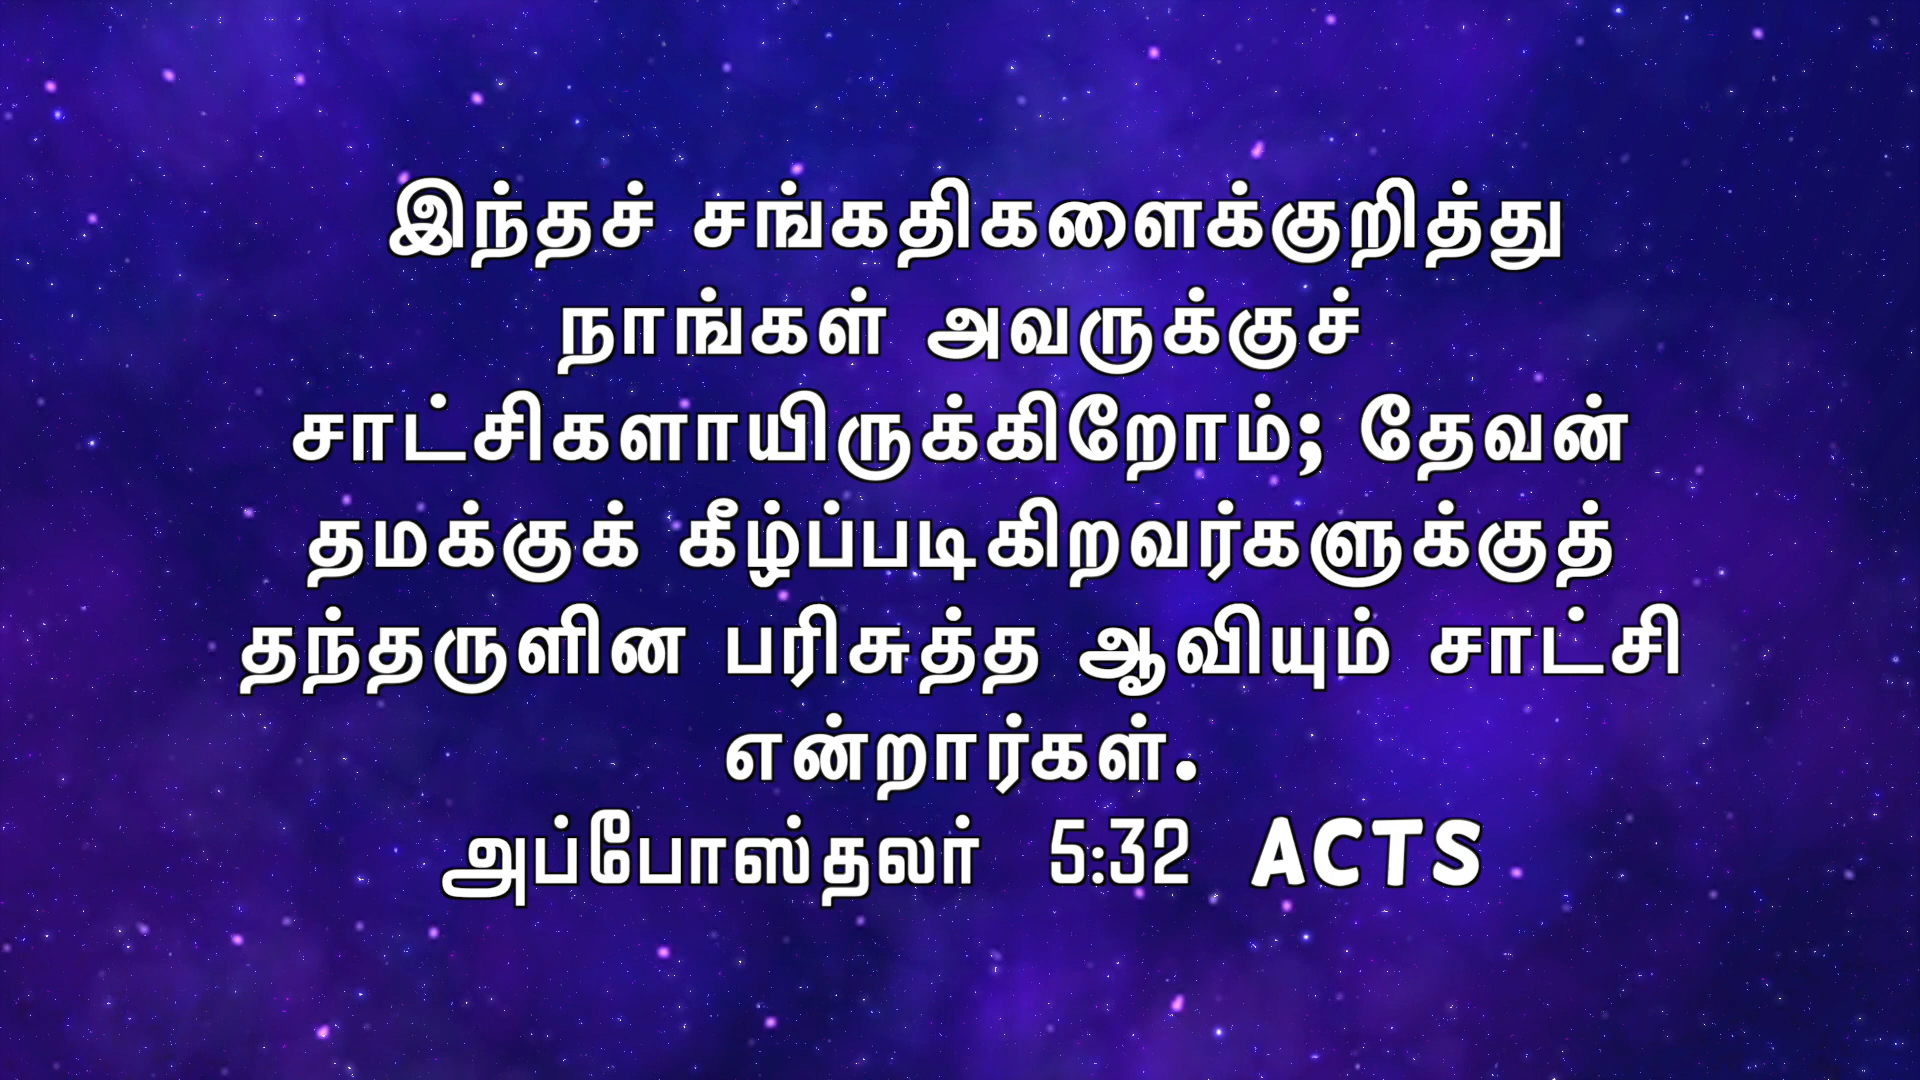 இந்தச் சங்கதிகளைக்குறித்து
நாங்கள் அவருக்குச்
சாட்சிகளாயிருக்கிறோம்; தேவன்
தமக்குக் கீழ்ப்படிகிறவர்களுக்குத்
தந்தருளின பரிசுத்த ஆவியும் சாட்சி
என்றார்கள்.
அப்போஸ்தலர் 5:32 ACTS